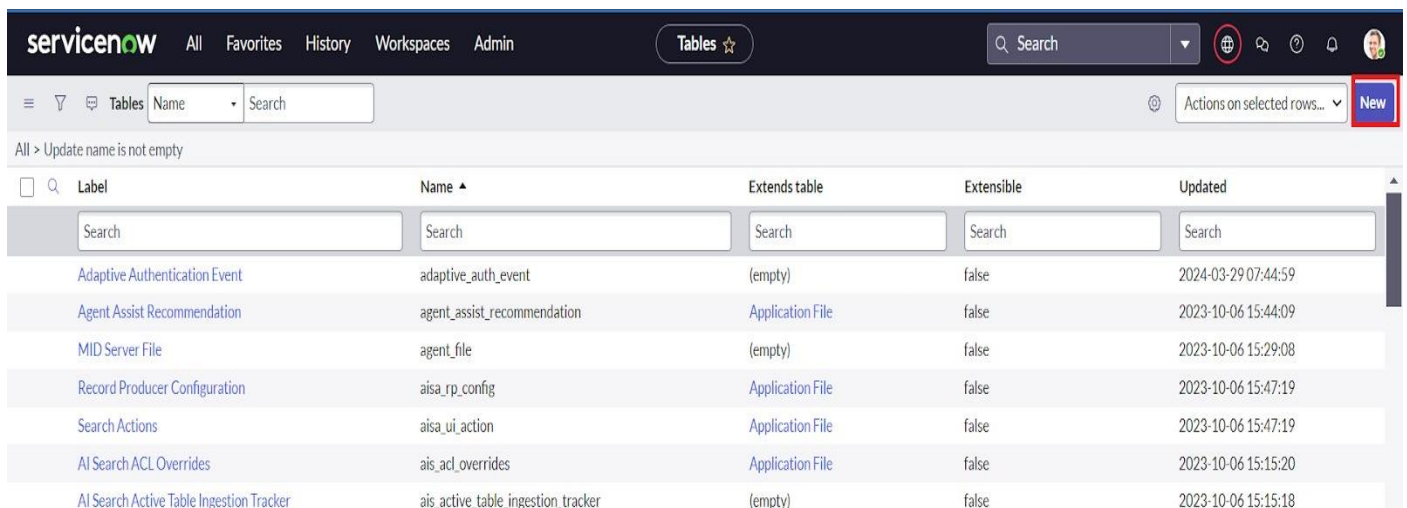 servicenow All Favorites History Workspaces Admin Tables Search
Tables Name Search Actions on selected rows... New
All > Update name is not empty
Label Name Extends table Extensible Updated
Search Search Search Search Search
Adaptive Authentication Event adaptive_auth_event (empty) false 2024-03-29 07:44:59
Agent Assist Recommendation agent_assist_recommendation Application File false 2023-10-06 15:44:09
MID Server File agent_file (empty) false 2023-10-06 15:29:08
Record Producer Configuration aisa_rp_config Application File false 2023-10-06 15:47:19
Search Actions aisa_ui_action Application File false 2023-10-06 15:47:19
AI Search ACL Overrides ais_acl_overrides Application File false 2023-10-06 15:15:20
AI Search Active Table Ingestion Tracker ais_active_table_ingestion_tracker (empty) false 2023-10-06 15:15:18